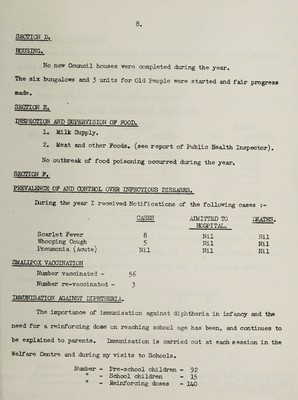 8.
SECTION D.
HOUSING.
No new Council houses were completed during the year.
The six bungalows and 3 units for Old People were started and fair progress
made.
SECTION E.
INSPECTION AND SUPERVISION OF FOOD.
1. Milk Supply.
2. Meat and other Foods. (see report of Public Health Inspector).
No outbreak of food poisoning occurred during the year.
SECTION F.
PREVALENCE OF AND CONTROL OVER INFECTIOUS DISEASES.
During the year I received Notifications of the following cases :-
CASES ADMITTED TO DEATHS.
HOSPITAL.
Scarlet Fever 8 Nil Nil
Whooping Cough 5 Nil Nil
Pneumonia (Acute) Nil Nil Nil
SMALLPOX VACCINATION
Number vaccinated - 56
Number re-vaccinated - 3
IMMUNISATION AGAINST DIPHTHERIA.
The importance of immunisation against diphtheria in infancy and the
need for a reinforcing dose on reaching school age has been, and continues to
be explained to parents. Immunisation is carried out at each session in the
Welfare Centre and during my visits to Schools.
Number - Pre-school children - 92
" - School children - 15
" - Reinforcing doses - 140